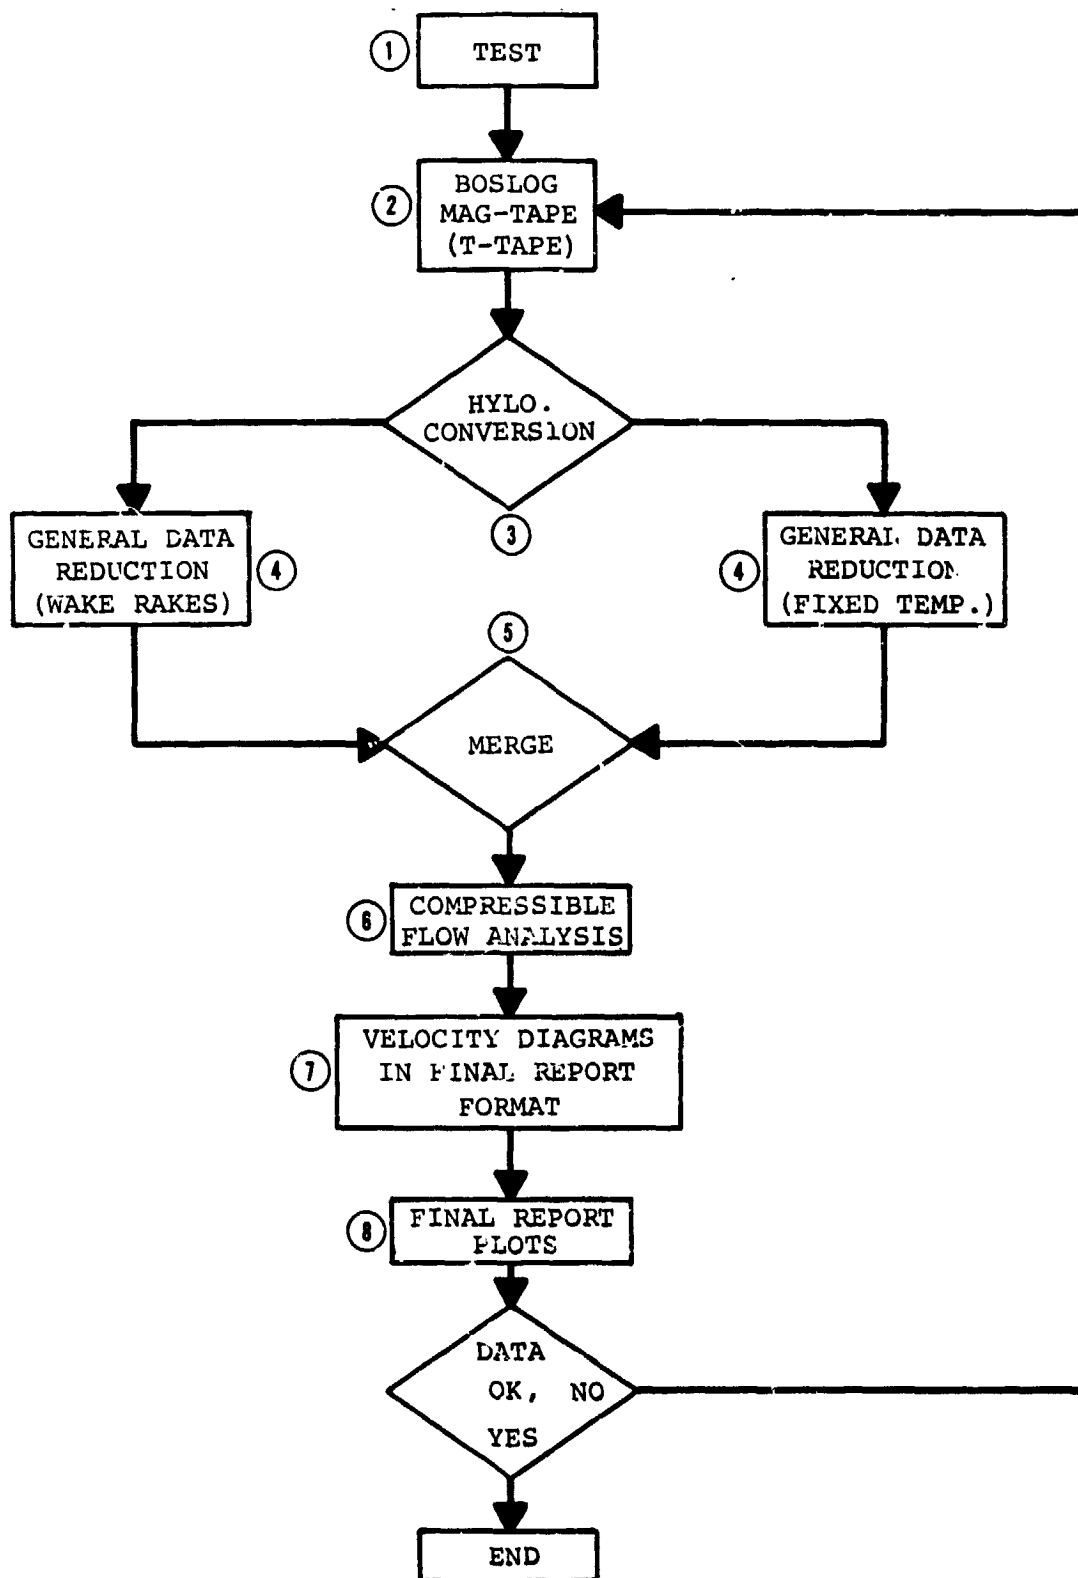 1
TEST
2
BOSLOG
MAG-TAPE
(T-TAPE)
HYLO.
CONVERSION
3
GENERAL DATA
REDUCTION
(WAKE RAKES)
4
4
GENERAL DATA
REDUCTION
(FIXED TEMP.)
5
MERGE
6
COMPRESSIBLE
FLOW ANALYSIS
7
VELOCITY DIAGRAMS
IN FINAL REPORT
FORMAT
8
FINAL REPORT
PLOTS
DATA
OK, NO
YES
END